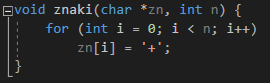 void znaki(char *zn, int n) {
    for (int i = 0; i < n; i++)
        zn[i] = '+';
}